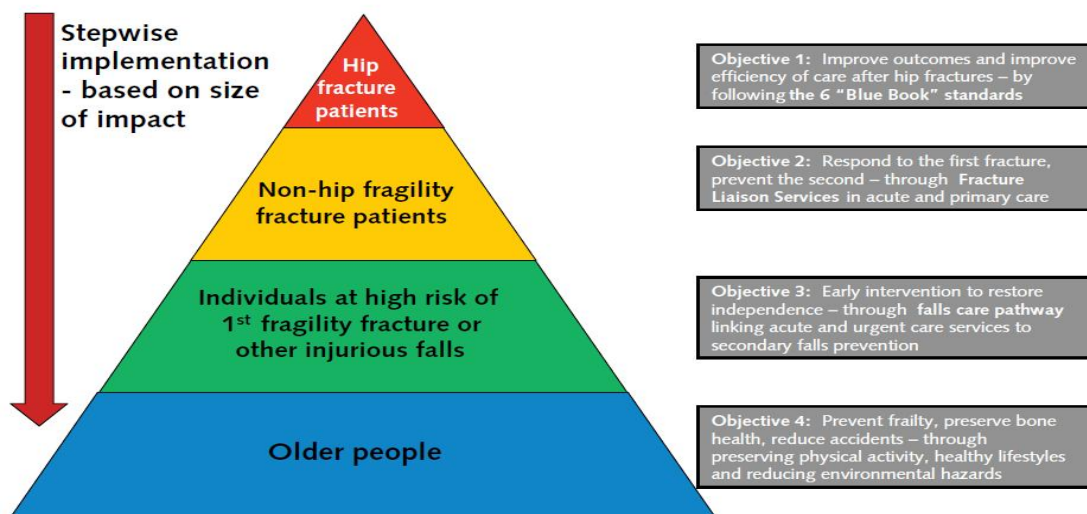 Stepwise
implementation
- based on size
of impact
Hip
fracture
patients
Non-hip fragility
fracture patients
Individuals at high risk of
1st fragility fracture or
other injurious falls
Older people
Objective 1: Improve outcomes and improve
efficiency of care after hip fractures – by
following the 6 “Blue Book” standards
Objective 2: Respond to the first fracture,
prevent the second – through Fracture
Liaison Services in acute and primary care
Objective 3: Early intervention to restore
independence – through falls care pathway
linking acute and urgent care services to
secondary falls prevention
Objective 4: Prevent frailty, preserve bone
health, reduce accidents – through
preserving physical activity, healthy lifestyles
and reducing environmental hazards